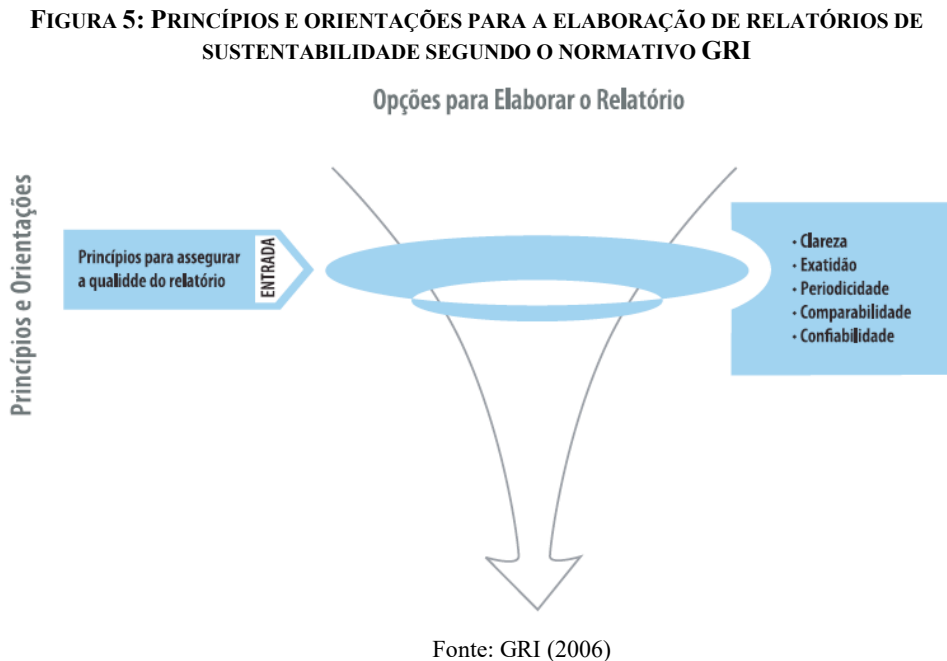 FIGURA 5: PRINCÍPIOS E ORIENTAÇÕES PARA A ELABORAÇÃO DE RELATÓRIOS DE
SUSTENTABILIDADE SEGUNDO O NORMATIVO GRI
Opções para Elaborar o Relatório
Princípios e Orientações
Princípios para assegurar
a qualidde do relatório
ENTRADA
• Clareza
• Exatidão
• Periodicidade
• Comparabilidade
• Confiabilidade
Fonte: GRI (2006)